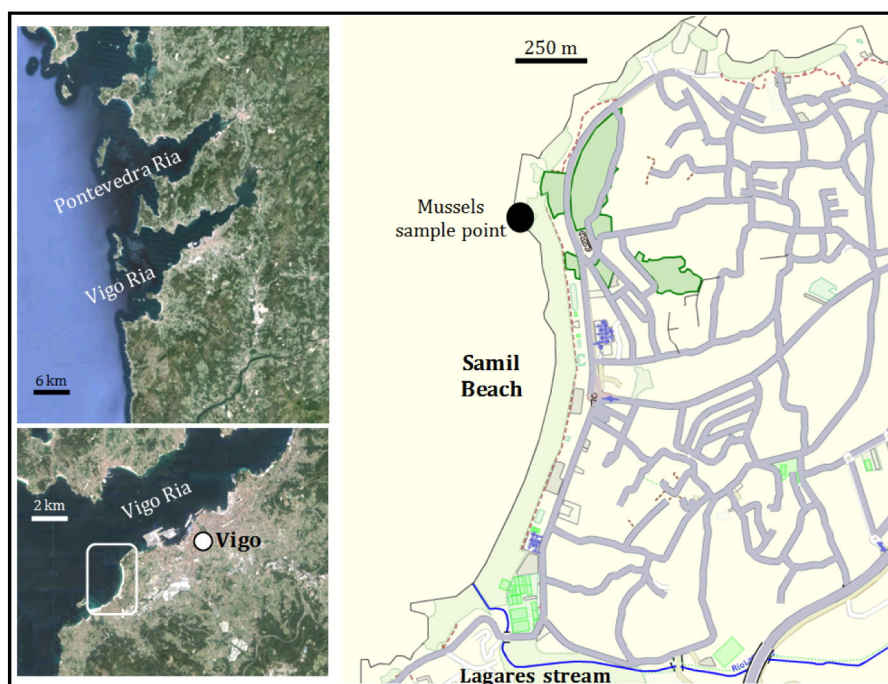 Pontevedra Ria
Vigo Ria
6 km
2 km
Vigo Ria
Vigo
250 m
Mussels
sample point
Samil
Beach
Lagares stream